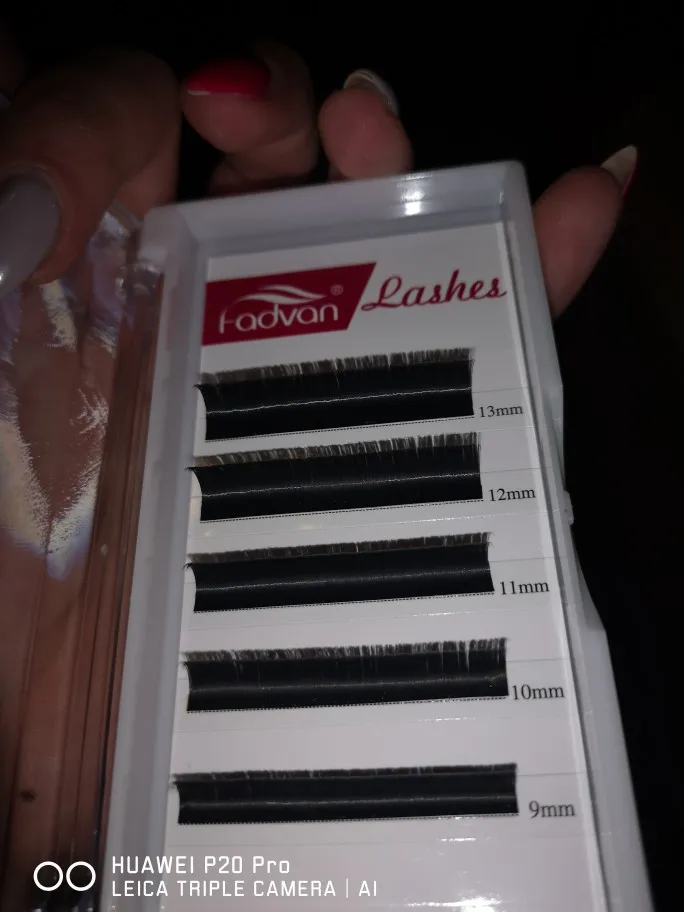 Fadvan® Lashes
13mm
12mm
11mm
10mm
9mm
HUAWEI P20 Pro
LEICA TRIPLE CAMERA | AI